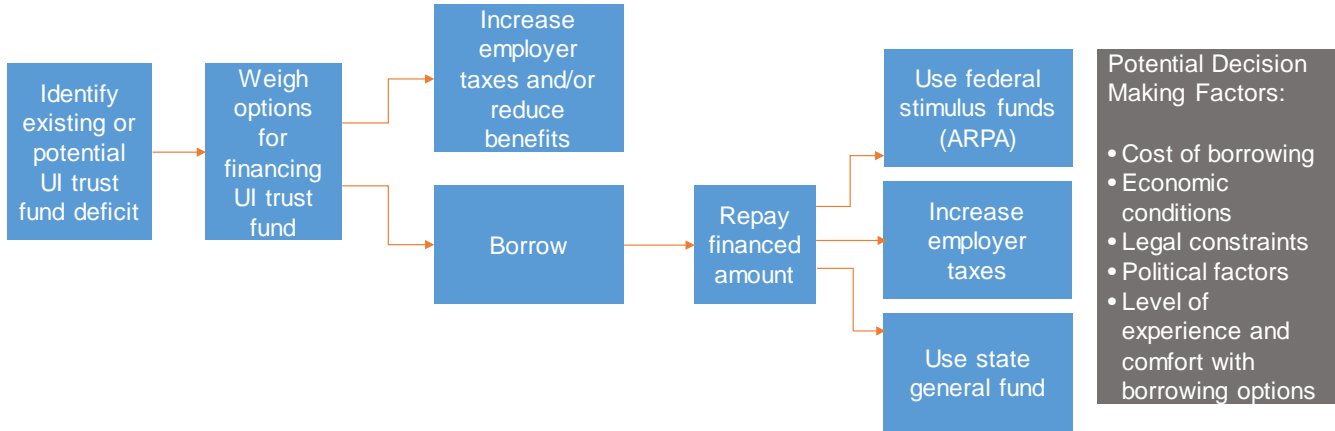 Identify
existing or
potential
UI trust
fund deficit
Weigh
options
for
financing
UI trust
fund
Increase
employer
taxes and/or
reduce
benefits
Borrow
Repay
financed
amount
Use federal
stimulus funds
(ARPA)
Increase
employer
taxes
Use state
general fund
Potential Decision
Making Factors:
• Cost of borrowing
• Economic
conditions
• Legal constraints
• Political factors
• Level of
experience and
comfort with
borrowing options